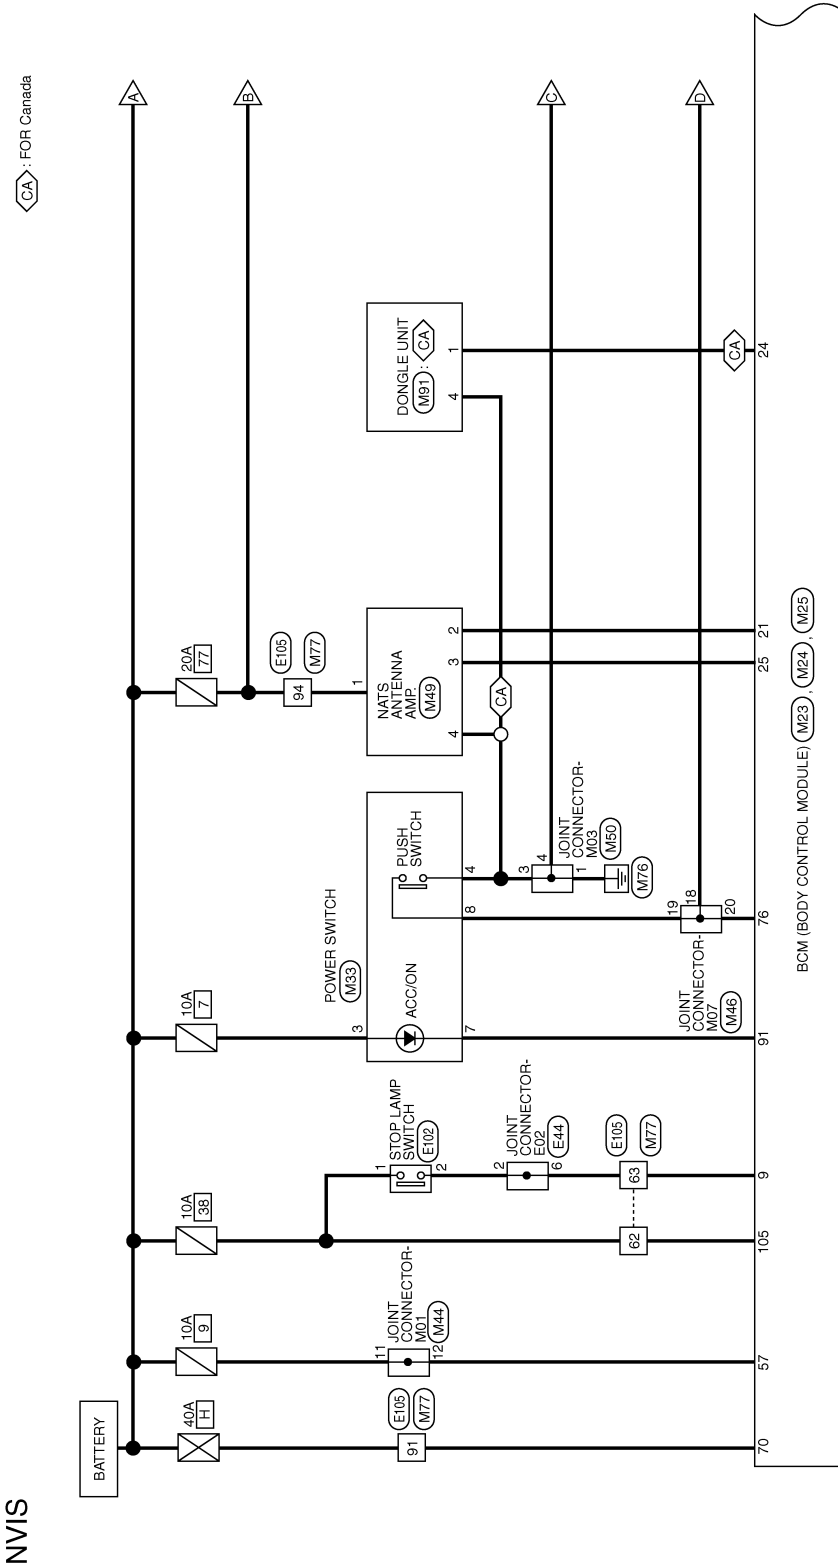 NVIS
CA : FOR Canada
BATTERY
A
B
C
D
40A
H
E105
M77
91
70
10A
9
11
JOINT
CONNECTOR-
M01
M44
12
57
10A
38
62
105
1
STOP LAMP
SWITCH
E102
2
2
JOINT
CONNECTOR-
E02
E44
6
E105
M77
63
9
10A
7
3
POWER SWITCH
M33
ACC/ON
PUSH
SWITCH
7
8
4
91
JOINT
CONNECTOR-
M07
M46
19
18
20
76
3
4
JOINT
CONNECTOR-
M03
M50
1
M76
20A
77
E105
M77
94
1
NATS
ANTENNA
AMP.
M49
4
3
2
CA
25
21
DONGLE UNIT
M91 : CA
4
1
CA
24
BCM (BODY CONTROL MODULE) M23 , M24 , M25